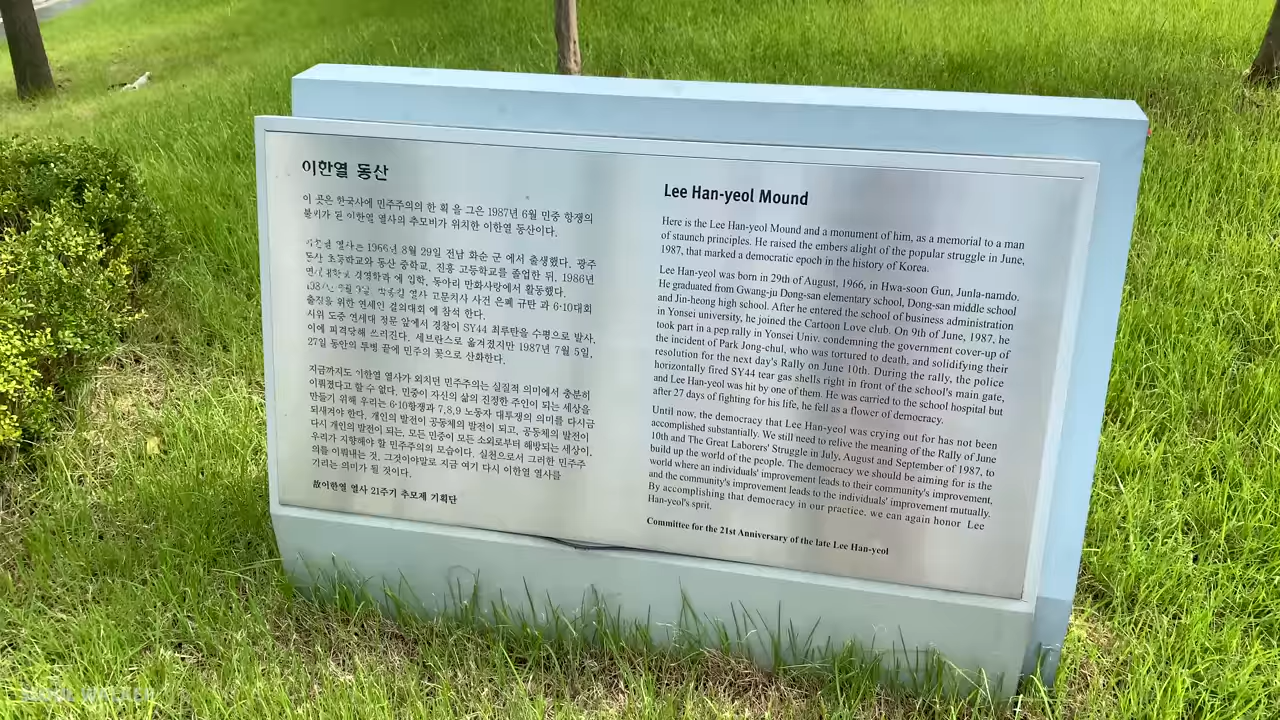 이한열 동산
이 곳은 한국사에 민주주의의 한 획 을 그은 1987년 6월 민중 항쟁의
불씨가 된 이한열 열사의 추모비가 위치한 이한열 동산이다.
열사는 1966년 8월 29일 전남 화순 군 에서 출생했다. 광주
동산 초등학교와 동산 중학교, 진흥 고등학교를 졸업한 뒤, 1986년
에 입학, 동아리 만화사랑에서 활동했다.
열사 고문치사 사건 은폐 규탄 과 6·10대회
출정을 위한 연세인 결의대회 에 참석 한다.
시위 도중 연세대 정문 앞에서 경찰이 SY44 최루탄을 수평으로 발사,
이에 피격당해 쓰러진다. 세브란스로 옮겨졌지만 1987년 7월 5일,
27일 동안의 투병 끝에 민주의 꽃으로 산화한다.
지금까지도 이한열 열사가 외치던 민주주의는 실질적 의미에서 충분히
이뤄졌다고 할 수 없다. 민중이 자신의 삶의 진정한 주인이 되는 세상을
만들기 위해 우리는 6·10항쟁과 7,8,9 노동자 대투쟁의 의미를 다시금
되새겨야 한다. 개인의 발전이 공동체의 발전이 되고, 공동체의 발전이
다시 개인의 발전이 되는, 모든 민중이 모든 소외로부터 해방되는 세상이,
우리가 지향해야 할 민주주의의 모습이다. 실천으로서 그러한 민주주
의를 이뤄내는 것, 그것이야말로 지금 여기 다시 이한열 열사를
기리는 의미가 될 것이다.
故이한열 열사 21주기 추모제 기획단
Lee Han-yeol Mound
Here is the Lee Han-yeol Mound and a monument of him, as a memorial to a man
of staunch principles. He raised the embers alight of the popular struggle in June,
1987, that marked a democratic epoch in the history of Korea.
Lee Han-yeol was born in 29th of August, 1966, in Hwa-soon Gun, Junla-namdo.
He graduated from Gwang-ju Dong-san elementary school, Dong-san middle school
and Jin-heong high school. After he entered the school of business administration
in Yonsei university, he joined the Cartoon Love club. On 9th of June, 1987, he
took part in a pep rally in Yonsei Univ. condemning the government cover-up of
the incident of Park Jong-chul, who was tortured to death, and solidifying their
resolution for the next day's Rally on June 10th. During the rally, the police
horizontally fired SY44 tear gas shells right in front of the school's main gate,
and Lee Han-yeol was hit by one of them. He was carried to the school hospital but
after 27 days of fighting for his life, he fell as a flower of democracy.
Until now, the democracy that Lee Han-yeol was crying out for has not been
accomplished substantially. We still need to relive the meaning of the Rally of June
10th and The Great Laborers' Struggle in July, August and September of 1987, to
build up the world of the people. The democracy we should be aiming for is the
world where an individuals' improvement leads to their community's improvement,
and the community's improvement leads to the individuals' improvement mutually.
By accomplishing that democracy in our practice, we can again honor Lee
Han-yeol's sprit.
Committee for the 21st Anniversary of the late Lee Han-yeol